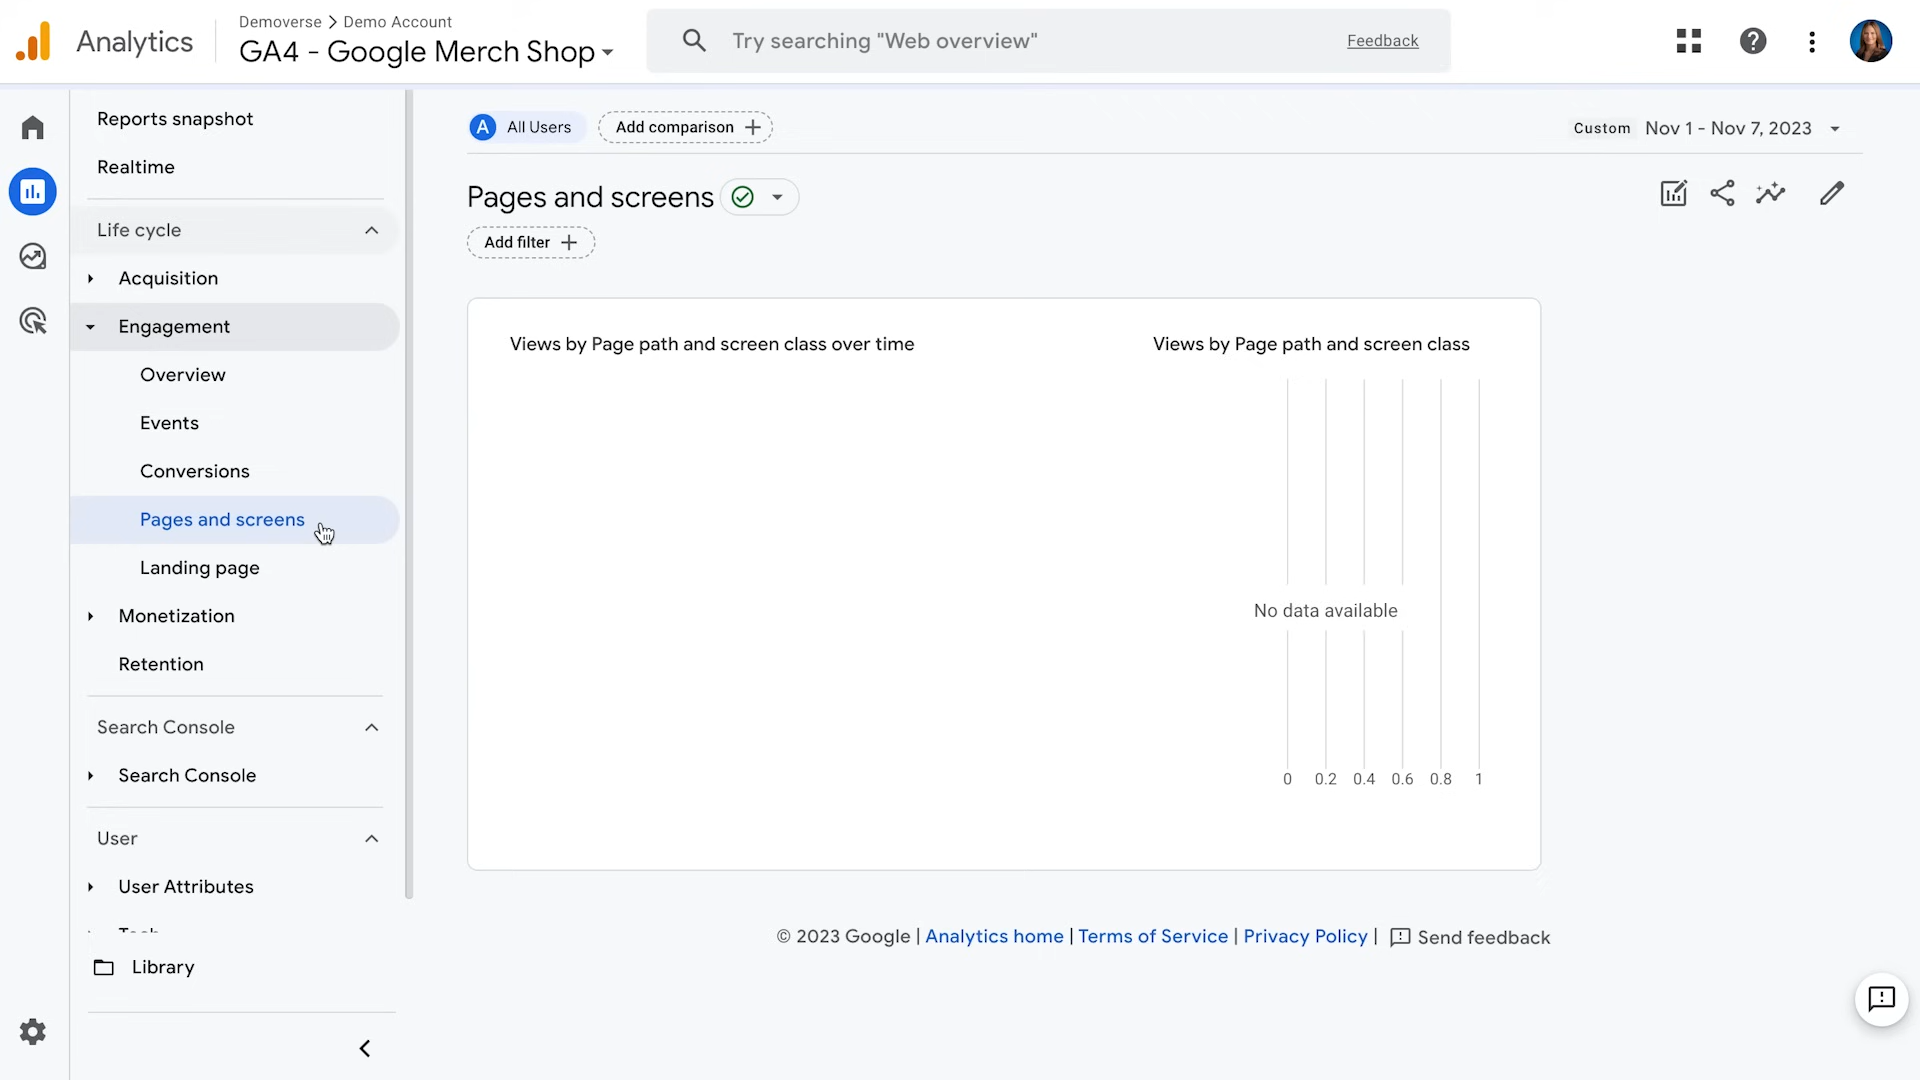 Analytics
Demoverse > Demo Account
GA4 - Google Merch Shop
Try searching "Web overview"
Feedback
Reports snapshot
Realtime
Life cycle
Acquisition
Engagement
Overview
Events
Conversions
Pages and screens
Landing page
Monetization
Retention
Search Console
Search Console
User
User Attributes
Tech
Library
A All Users
Add comparison +
Custom Nov 1 - Nov 7, 2023
Pages and screens
Add filter +
Views by Page path and screen class over time
Views by Page path and screen class
No data available
0 0.2 0.4 0.6 0.8 1
© 2023 Google | Analytics home | Terms of Service | Privacy Policy | Send feedback